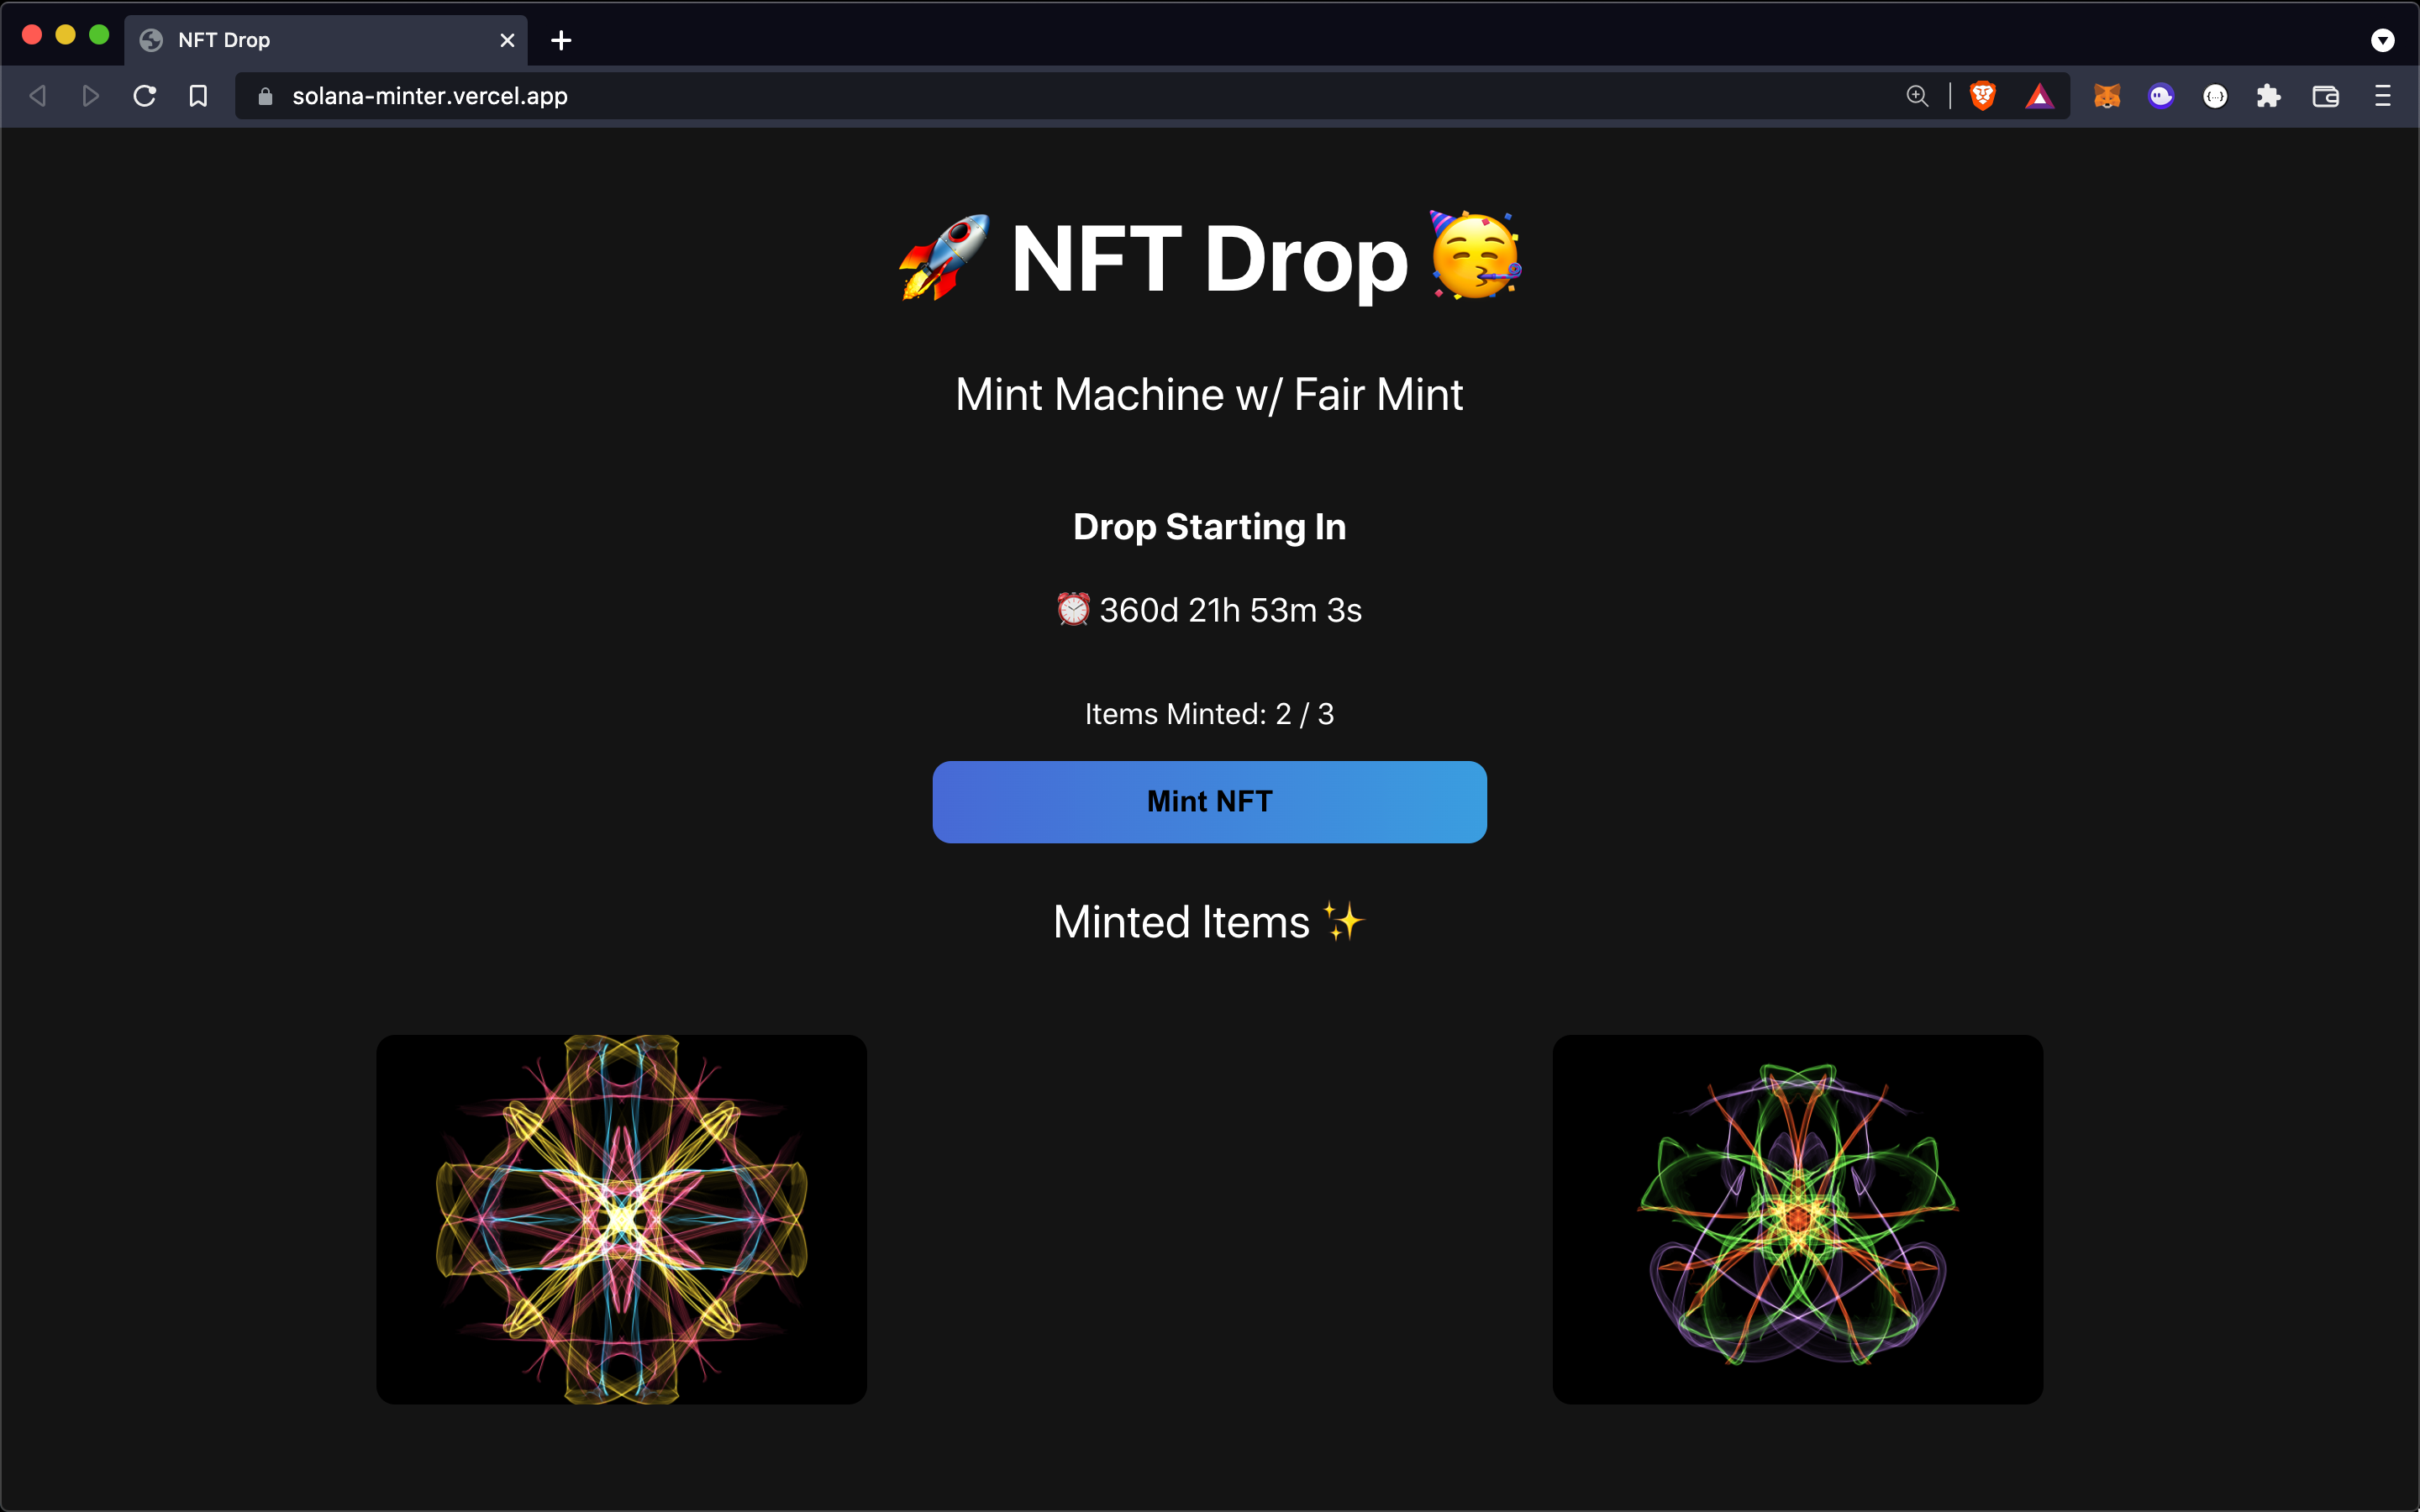 NFT Drop
solana-minter.vercel.app
🚀 NFT Drop 🥳
Mint Machine w/ Fair Mint
Drop Starting In
⏰ 360d 21h 53m 3s
Items Minted: 2 / 3
Mint NFT
Minted Items ✨